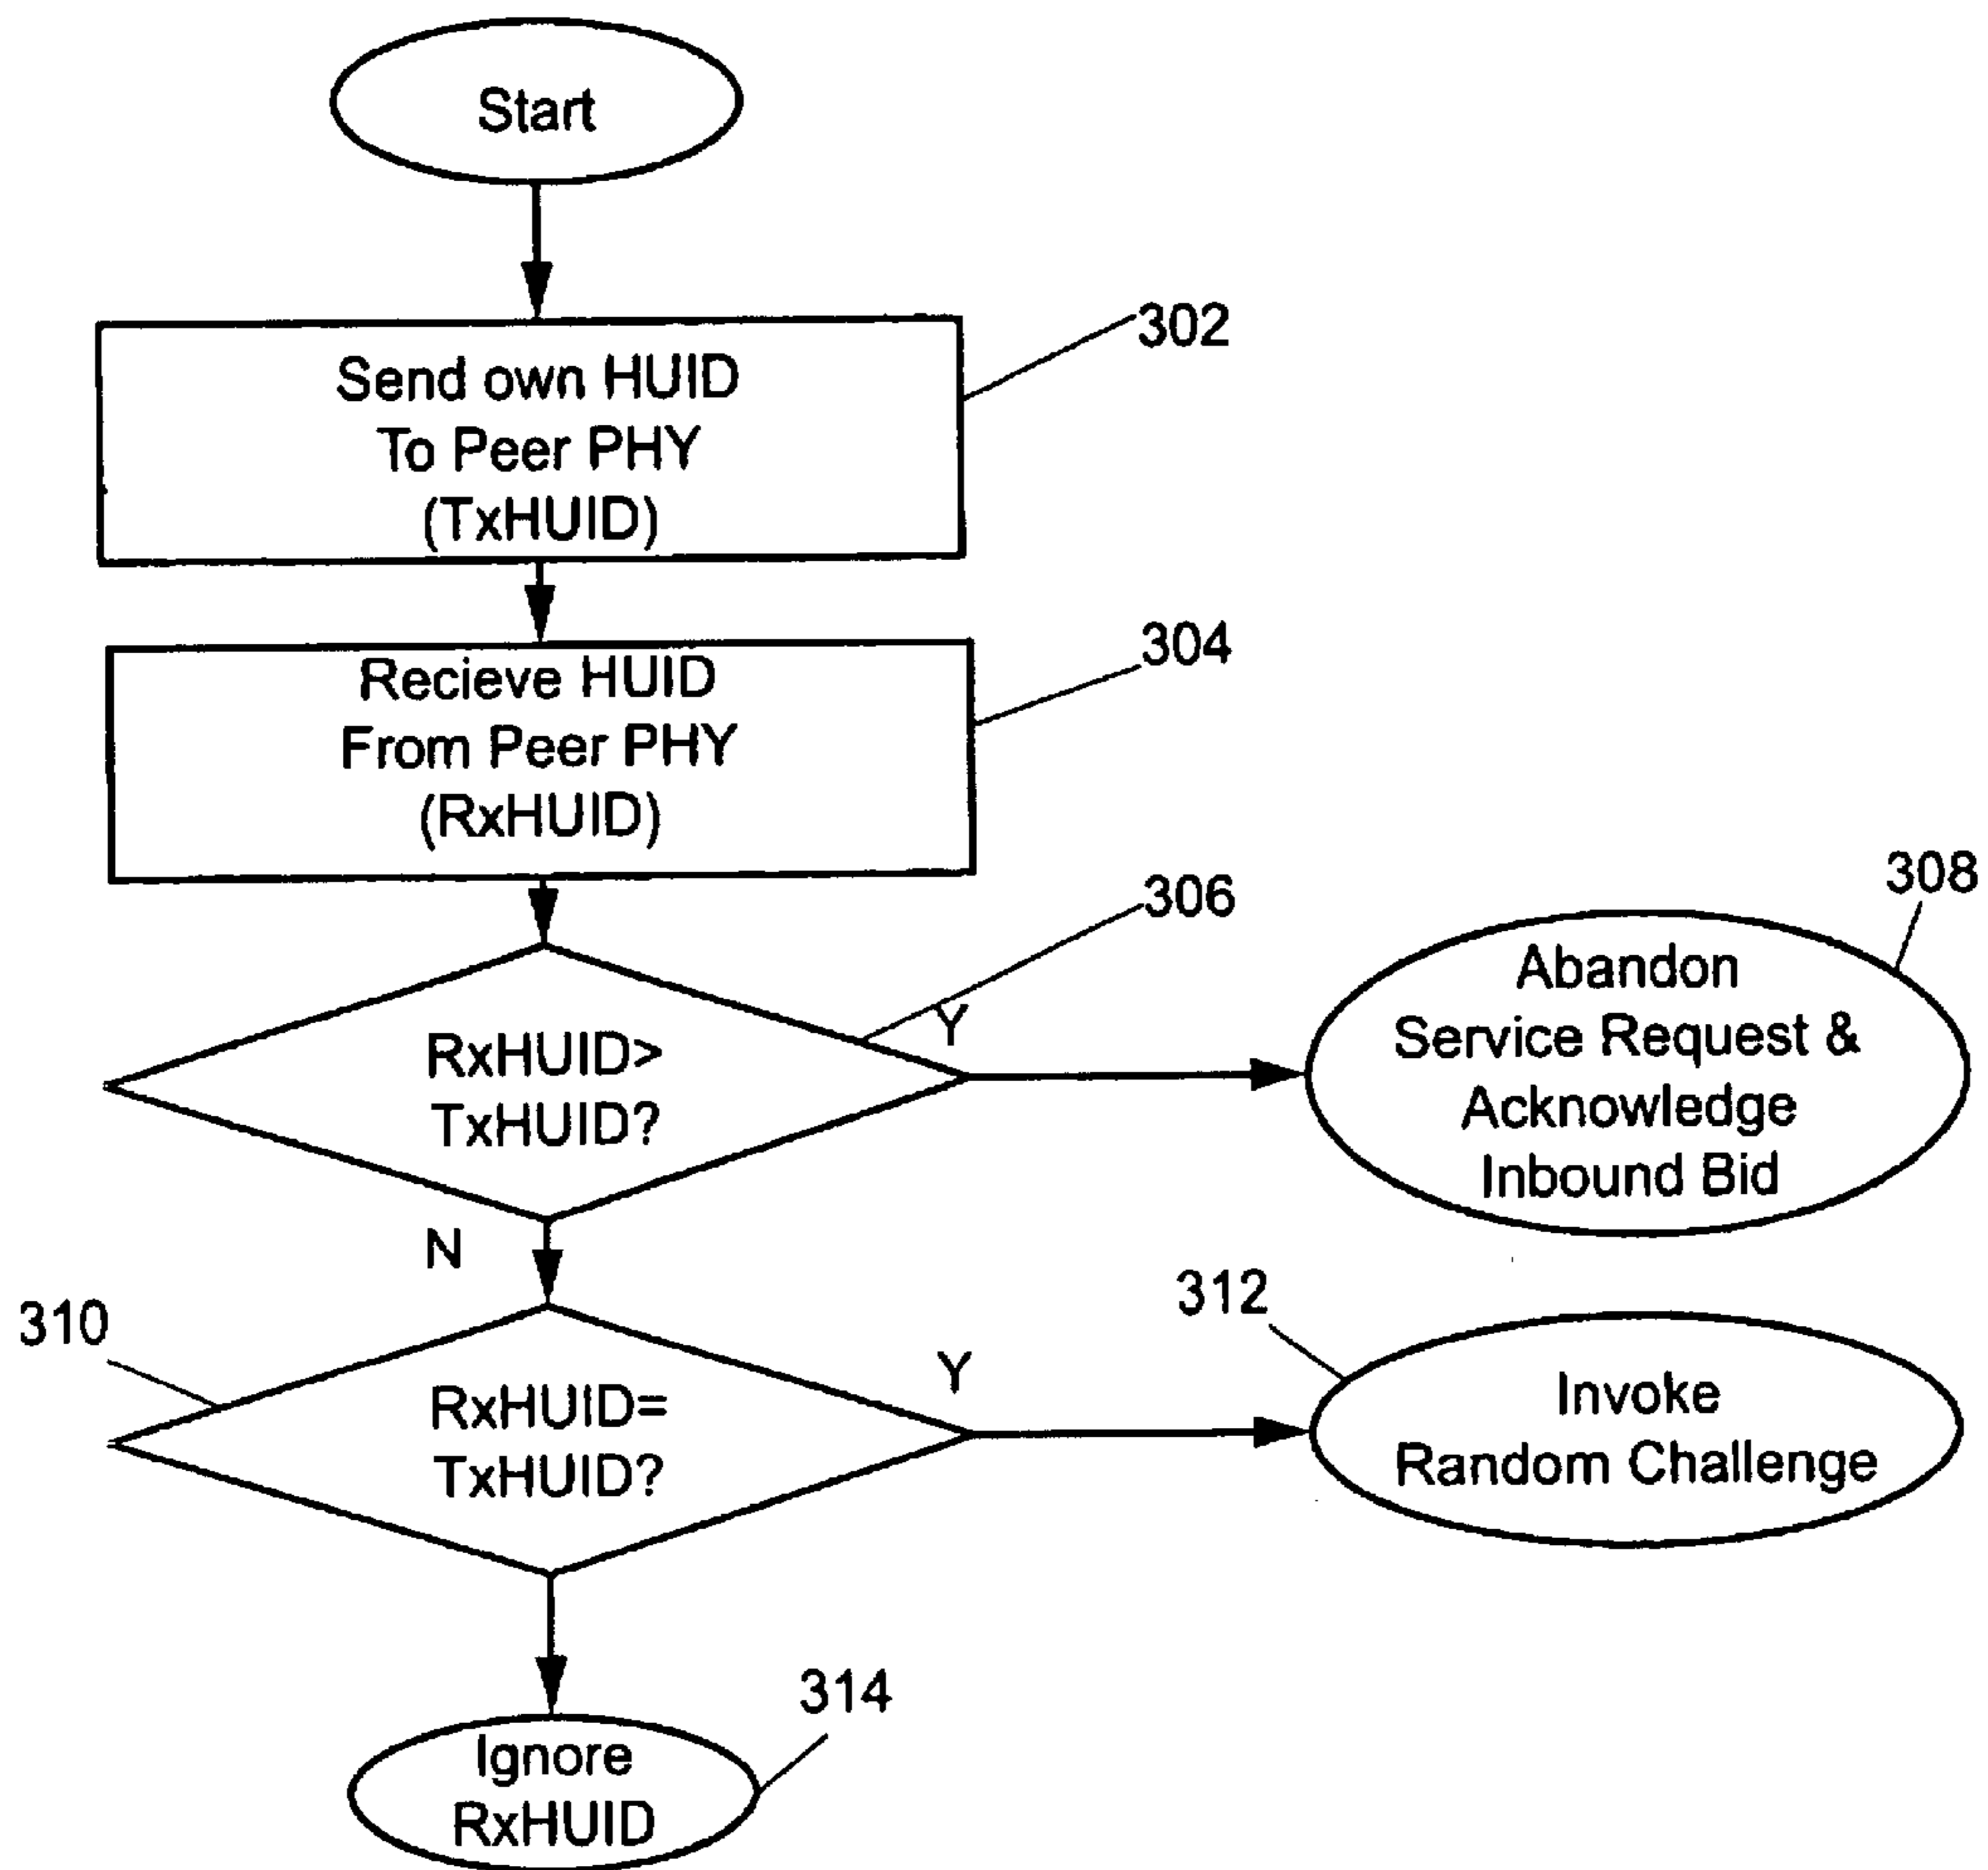 Start
302
Send own HUID
To Peer PHY
(TxHUID)
304
Recieve HUID
From Peer PHY
(RxHUID)
306
308
Y
RxHUID>
TxHUID?
Abandon
Service Request &
Acknowledge
Inbound Bid
N
310
312
Y
RxHUID=
TxHUID?
Invoke
Random Challenge
314
Ignore
RxHUID